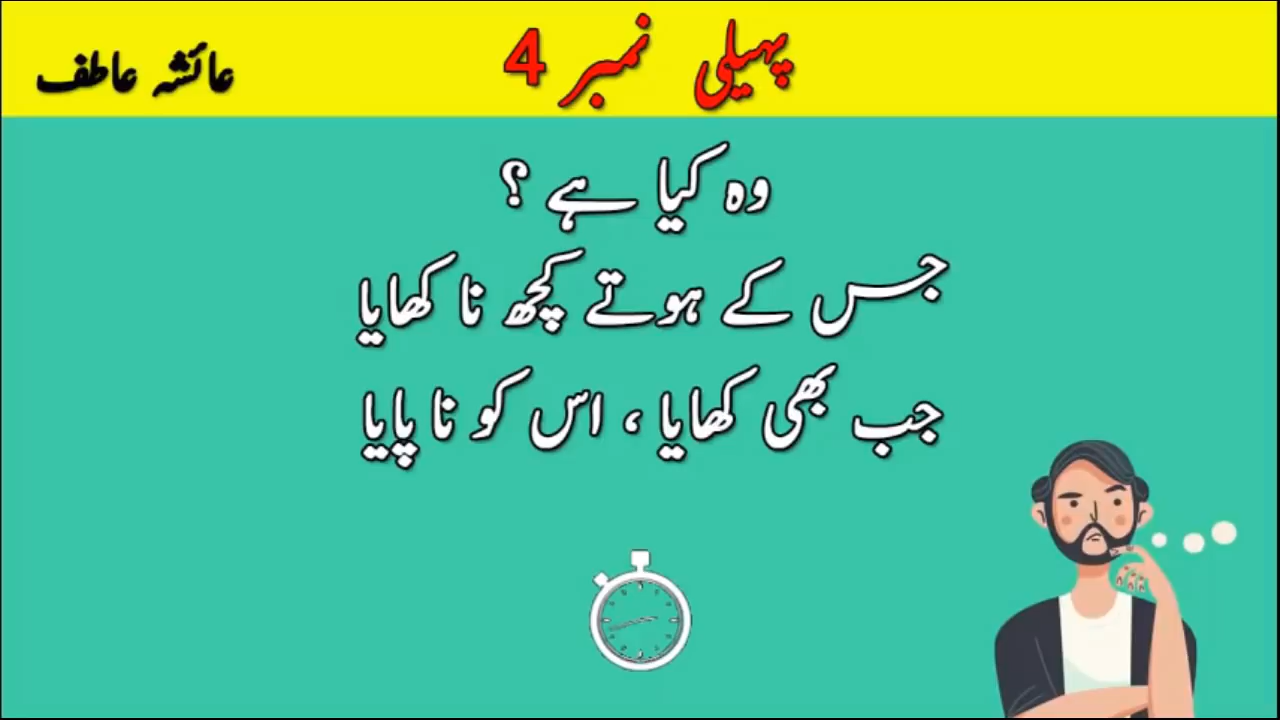 پہیلی نمبر 4
عائشہ عاطف
وہ کیا ہے ؟
جس کے ہوتے کچھ نا کھایا
جب بھی کھایا ، اس کو نا پایا